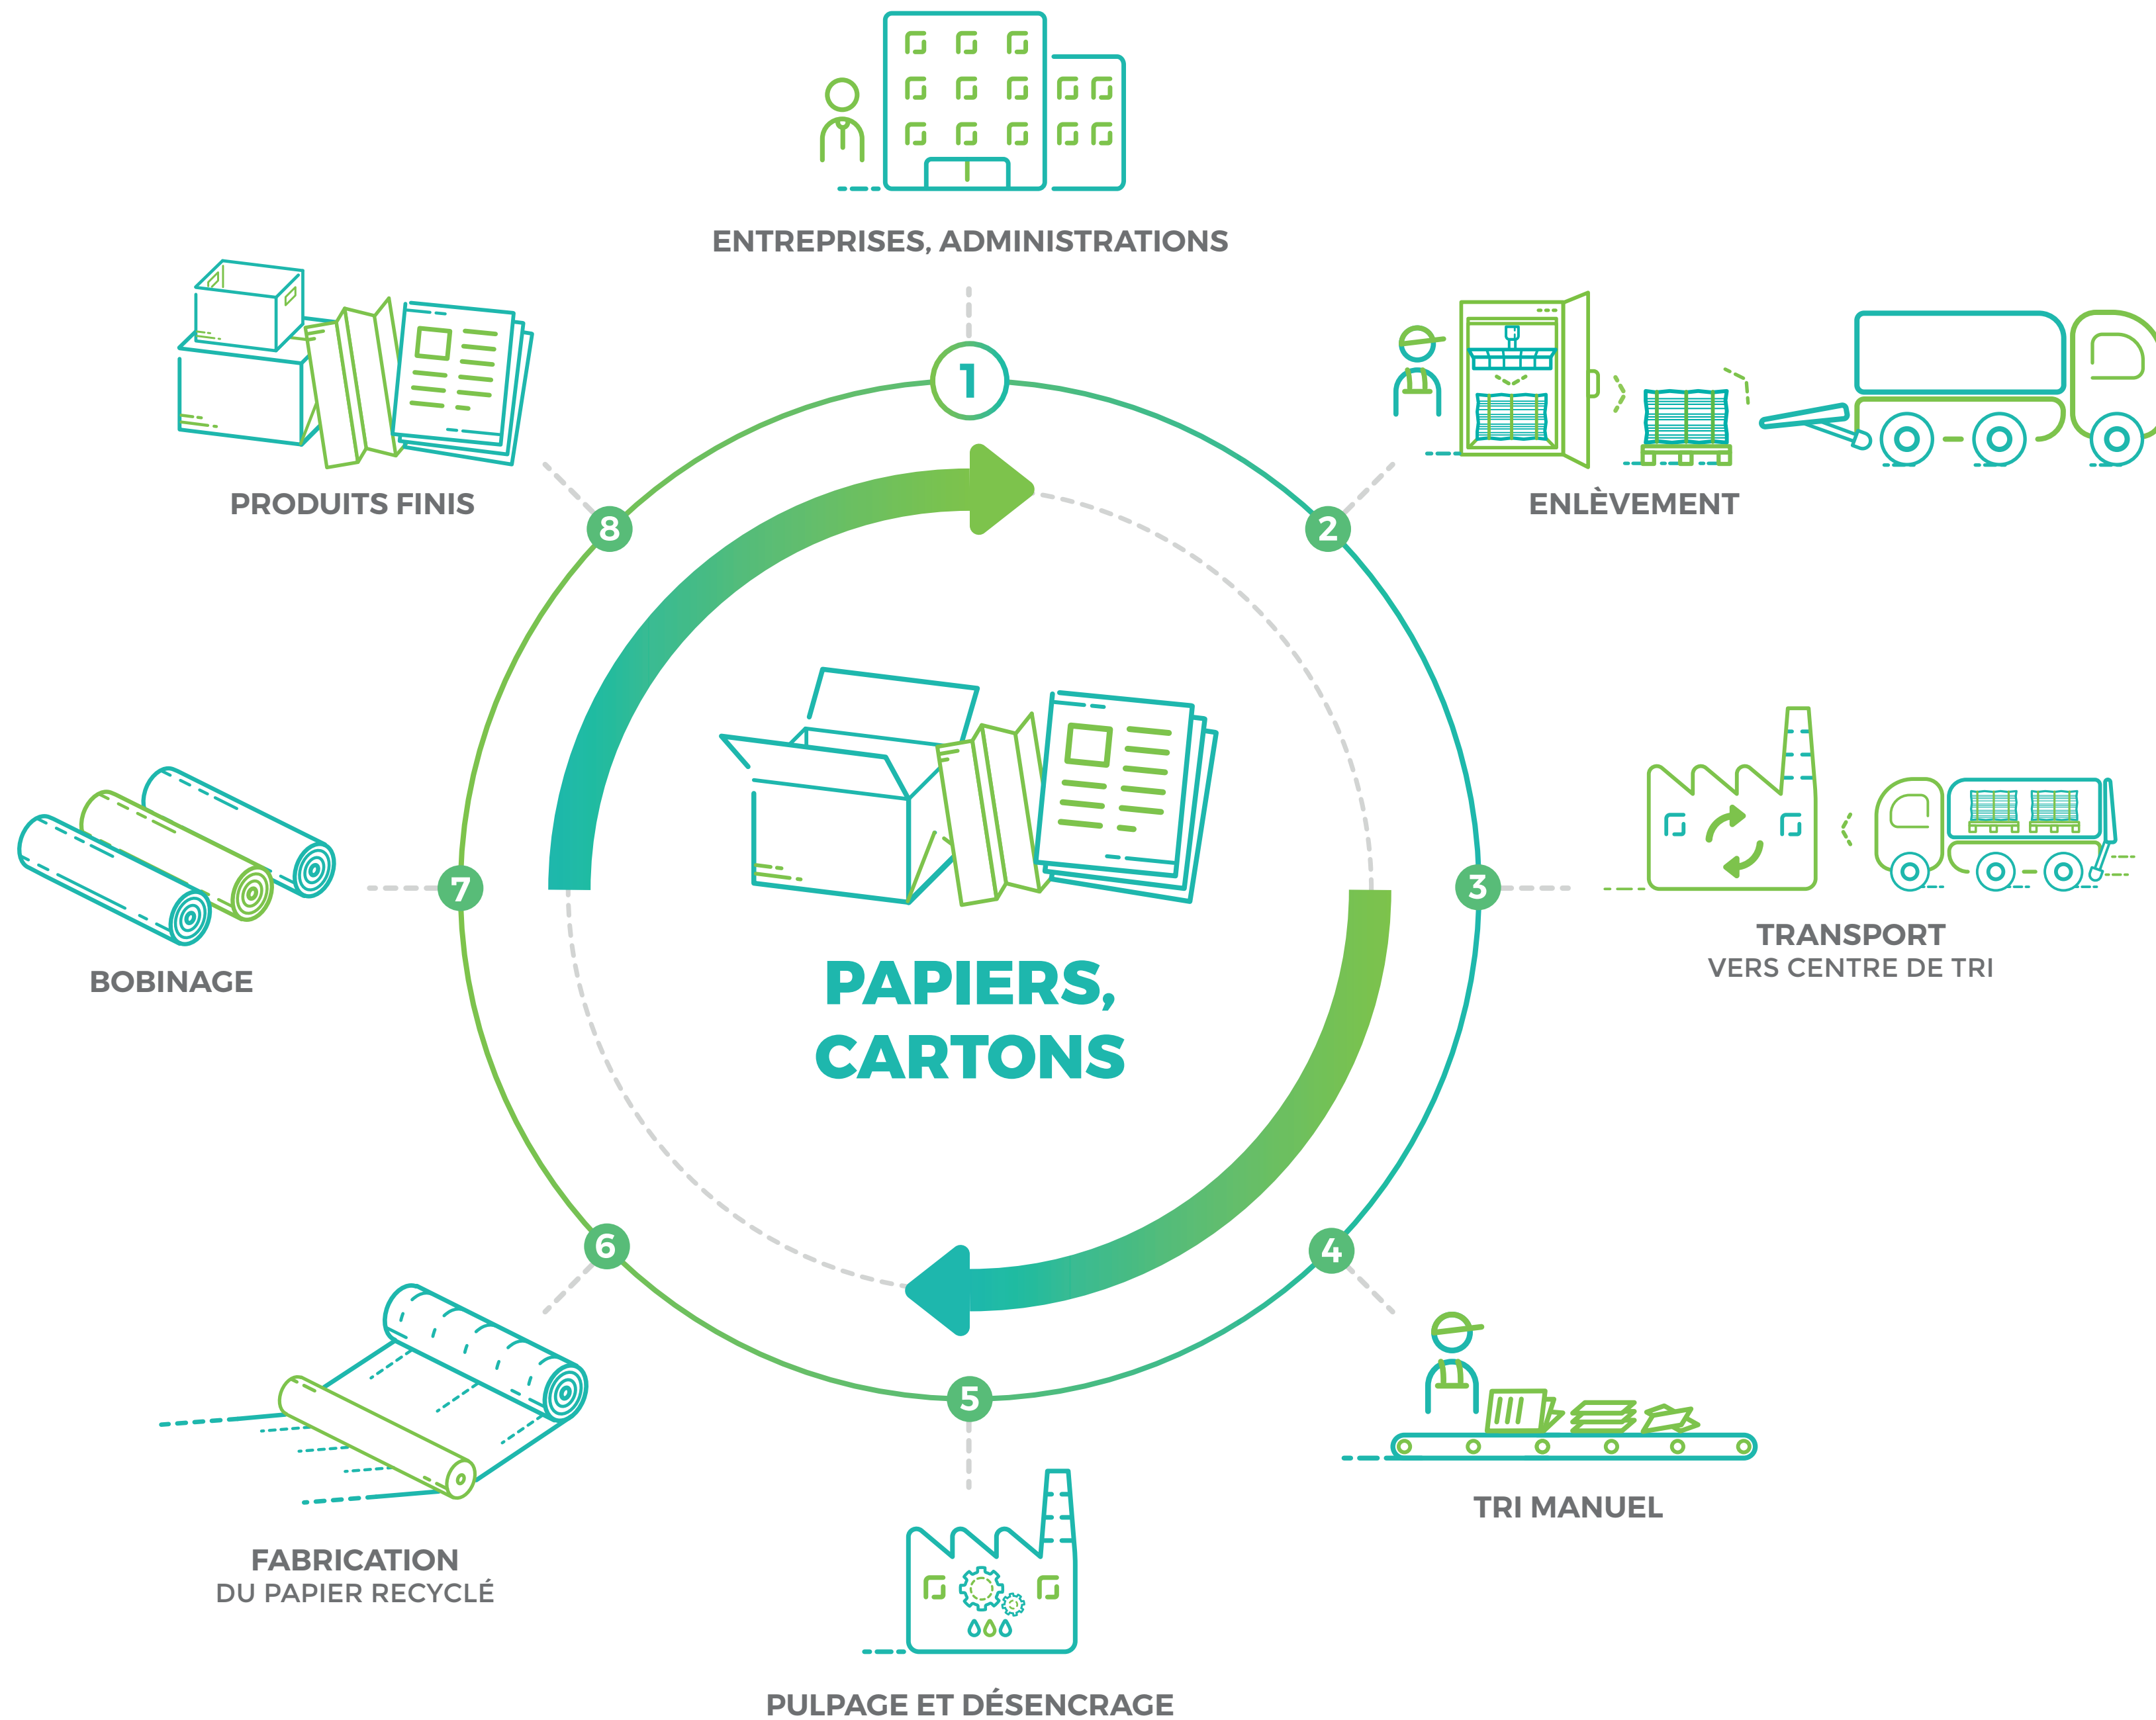 ENTREPRISES, ADMINISTRATIONS
1
2
ENLÈVEMENT
3
TRANSPORT
VERS CENTRE DE TRI
4
TRI MANUEL
5
PULPAGE ET DÉSENCRAGE
6
FABRICATION
DU PAPIER RECYCLÉ
7
BOBINAGE
8
PRODUITS FINIS
PAPIERS,
CARTONS